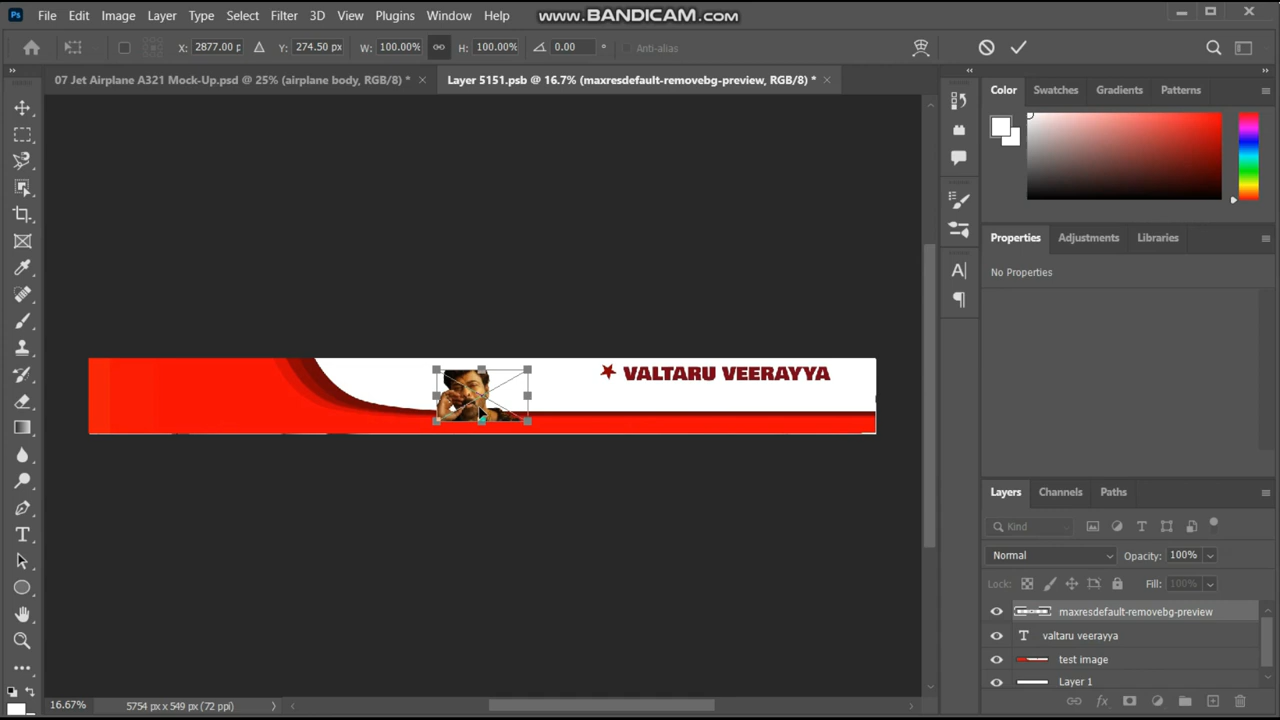 File Edit Image Layer Type Select Filter 3D View Plugins Window Help
WWW.BANDICAM.COM
X: 2877.00 p Y: 274.50 px W: 100.00% H: 100.00% 0.00 ° Anti-alias
07 Jet Airplane A321 Mock-Up.psd @ 25% (airplane body, RGB/8) *
Layer 5151.psb @ 16.7% (maxresdefault-removebg-preview, RGB/8) *
Color Swatches Gradients Patterns
Properties Adjustments Libraries
No Properties
VALTARU VEERAYYA
Layers Channels Paths
Kind
Normal Opacity: 100%
Lock: Fill: 100%
maxresdefault-removebg-preview
T valtaru veerayya
test image
Layer 1
16.67% 5754 px x 549 px (72 ppi)